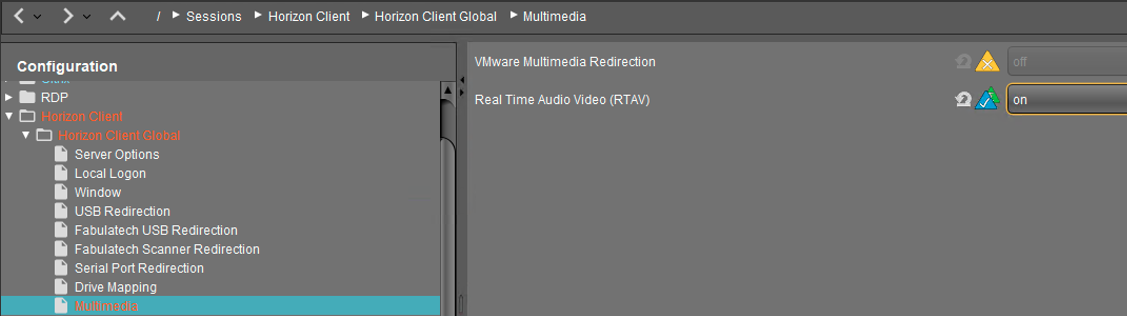 / Sessions Horizon Client Horizon Client Global Multimedia
Configuration
RDP
Horizon Client
Horizon Client Global
Server Options
Local Logon
Window
USB Redirection
Fabulatech USB Redirection
Fabulatech Scanner Redirection
Serial Port Redirection
Drive Mapping
Multimedia
VMware Multimedia Redirection off
Real Time Audio Video (RTAV) on